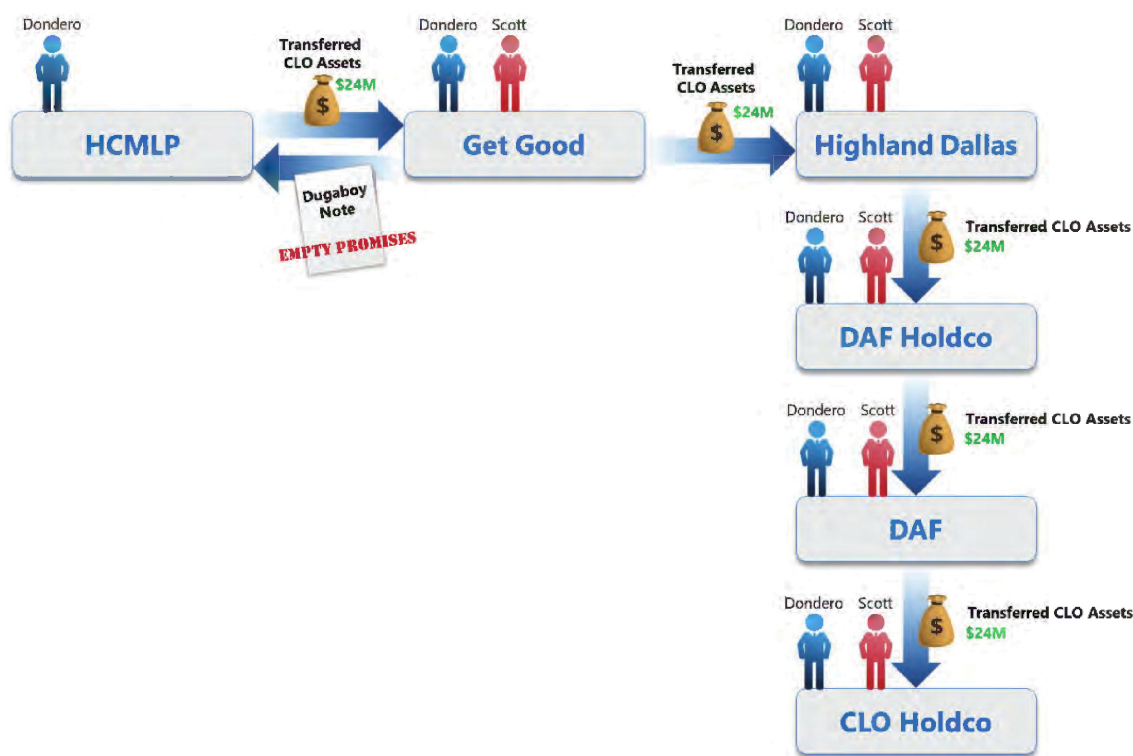 Dondero
Transferred
CLO Assets
$24M
$
HCMLP
Dondero Scott
Get Good
Dugaboy
Note
EMPTY PROMISES
Transferred
CLO Assets
$24M
$
Dondero Scott
Highland Dallas
Dondero Scott
$
Transferred CLO Assets
$24M
DAF Holdco
Dondero Scott
$
Transferred CLO Assets
$24M
DAF
Dondero Scott
$
Transferred CLO Assets
$24M
CLO Holdco